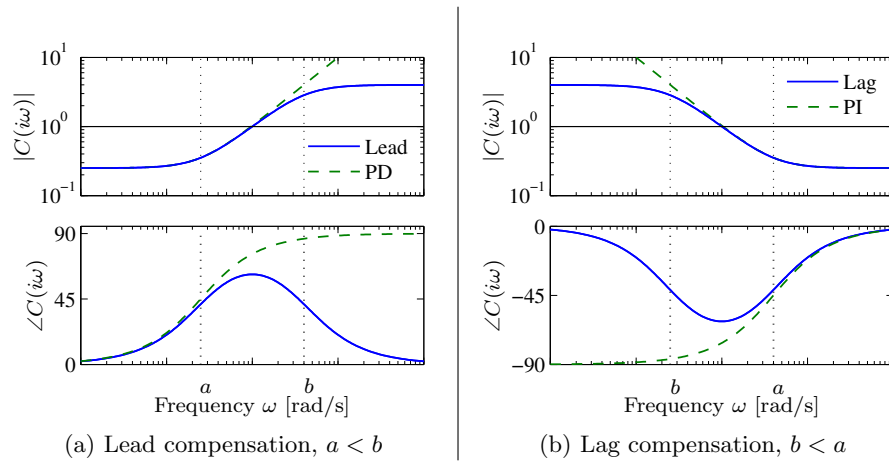 10^1
10^0
10^{-1}
|C(iω)|
Lead
PD
90
45
0
∠C(iω)
a
b
Frequency ω [rad/s]
(a) Lead compensation, a < b
10^1
10^0
10^{-1}
|C(iω)|
Lag
PI
0
−45
−90
∠C(iω)
b
a
Frequency ω [rad/s]
(b) Lag compensation, b < a